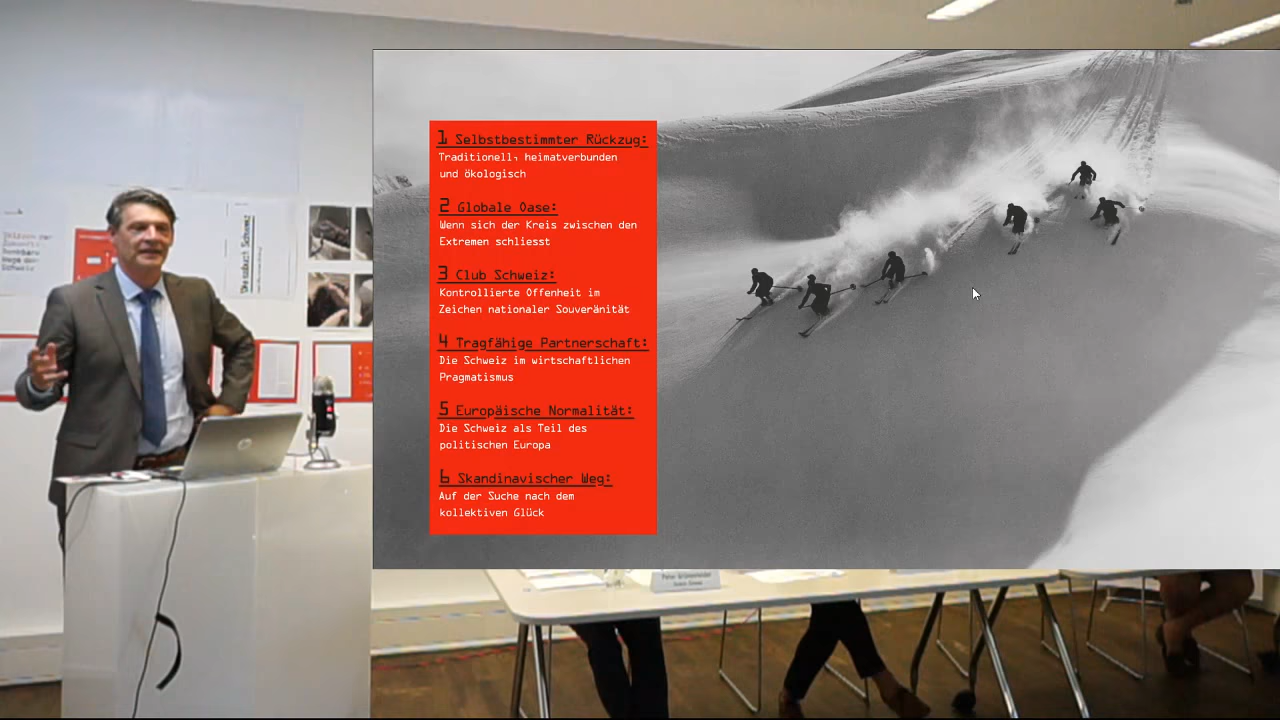 1 Selbstbestimmter Rückzug:
Traditionell, heimatverbunden
und ökologisch
2 Globale Oase:
Wenn sich der Kreis zwischen den
Extremen schliesst
3 Club Schweiz:
Kontrollierte Offenheit im
Zeichen nationaler Souveränität
4 Tragfähige Partnerschaft:
Die Schweiz im wirtschaftlichen
Pragmatismus
5 Europäische Normalität:
Die Schweiz als Teil des
politischen Europa
6 Skandinavischer Weg:
Auf der Suche nach dem
kollektiven Glück